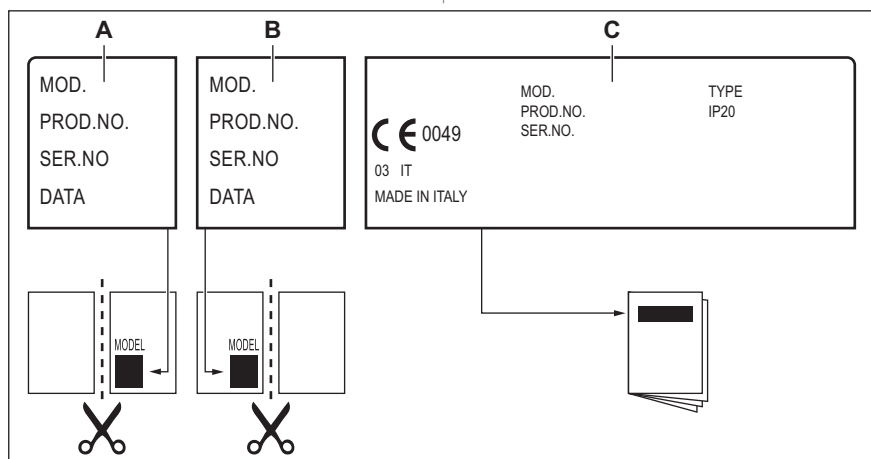 A
B
C
MOD.
PROD.NO.
SER.NO
DATA
MOD.
PROD.NO.
SER.NO
DATA
MOD.
PROD.NO.
SER.NO.
TYPE
IP20
CE 0049
03 IT
MADE IN ITALY
MODEL
MODEL